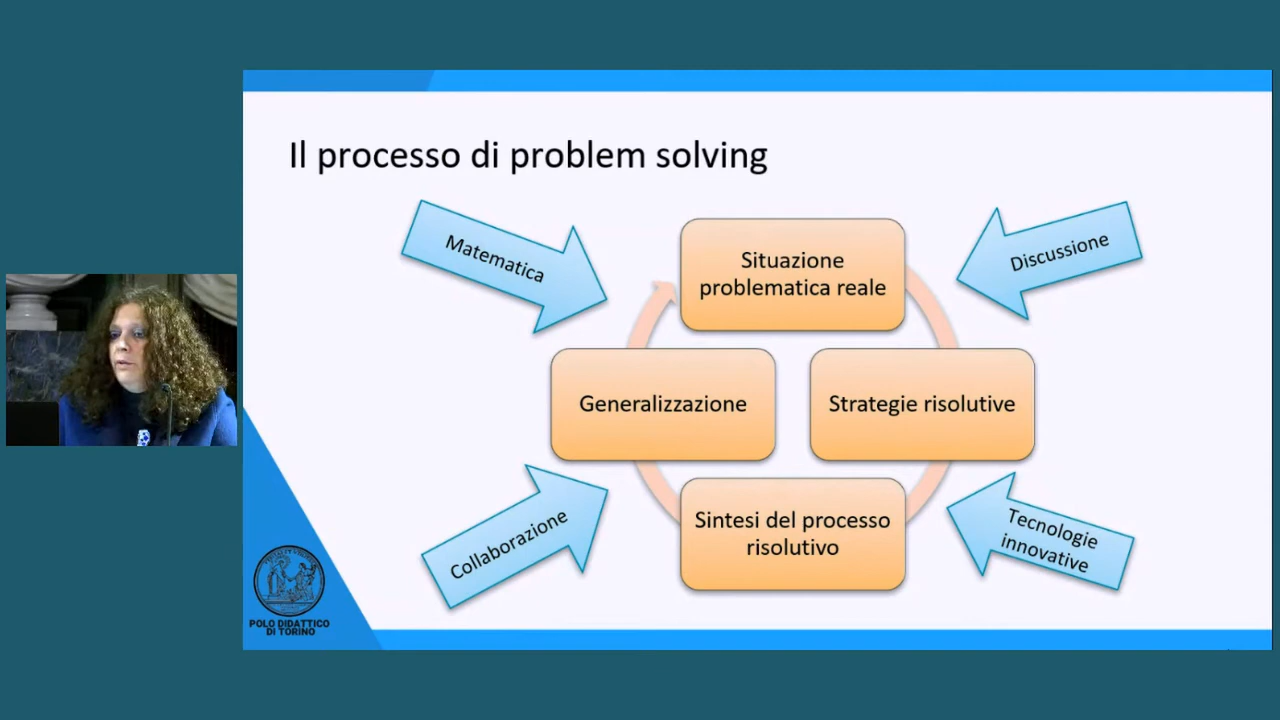 Il processo di problem solving
Matematica
Situazione
problematica reale
Discussione
Generalizzazione
Strategie risolutive
Collaborazione
Sintesi del processo
risolutivo
Tecnologie
innovative
POLO DIDATTICO
DI TORINO